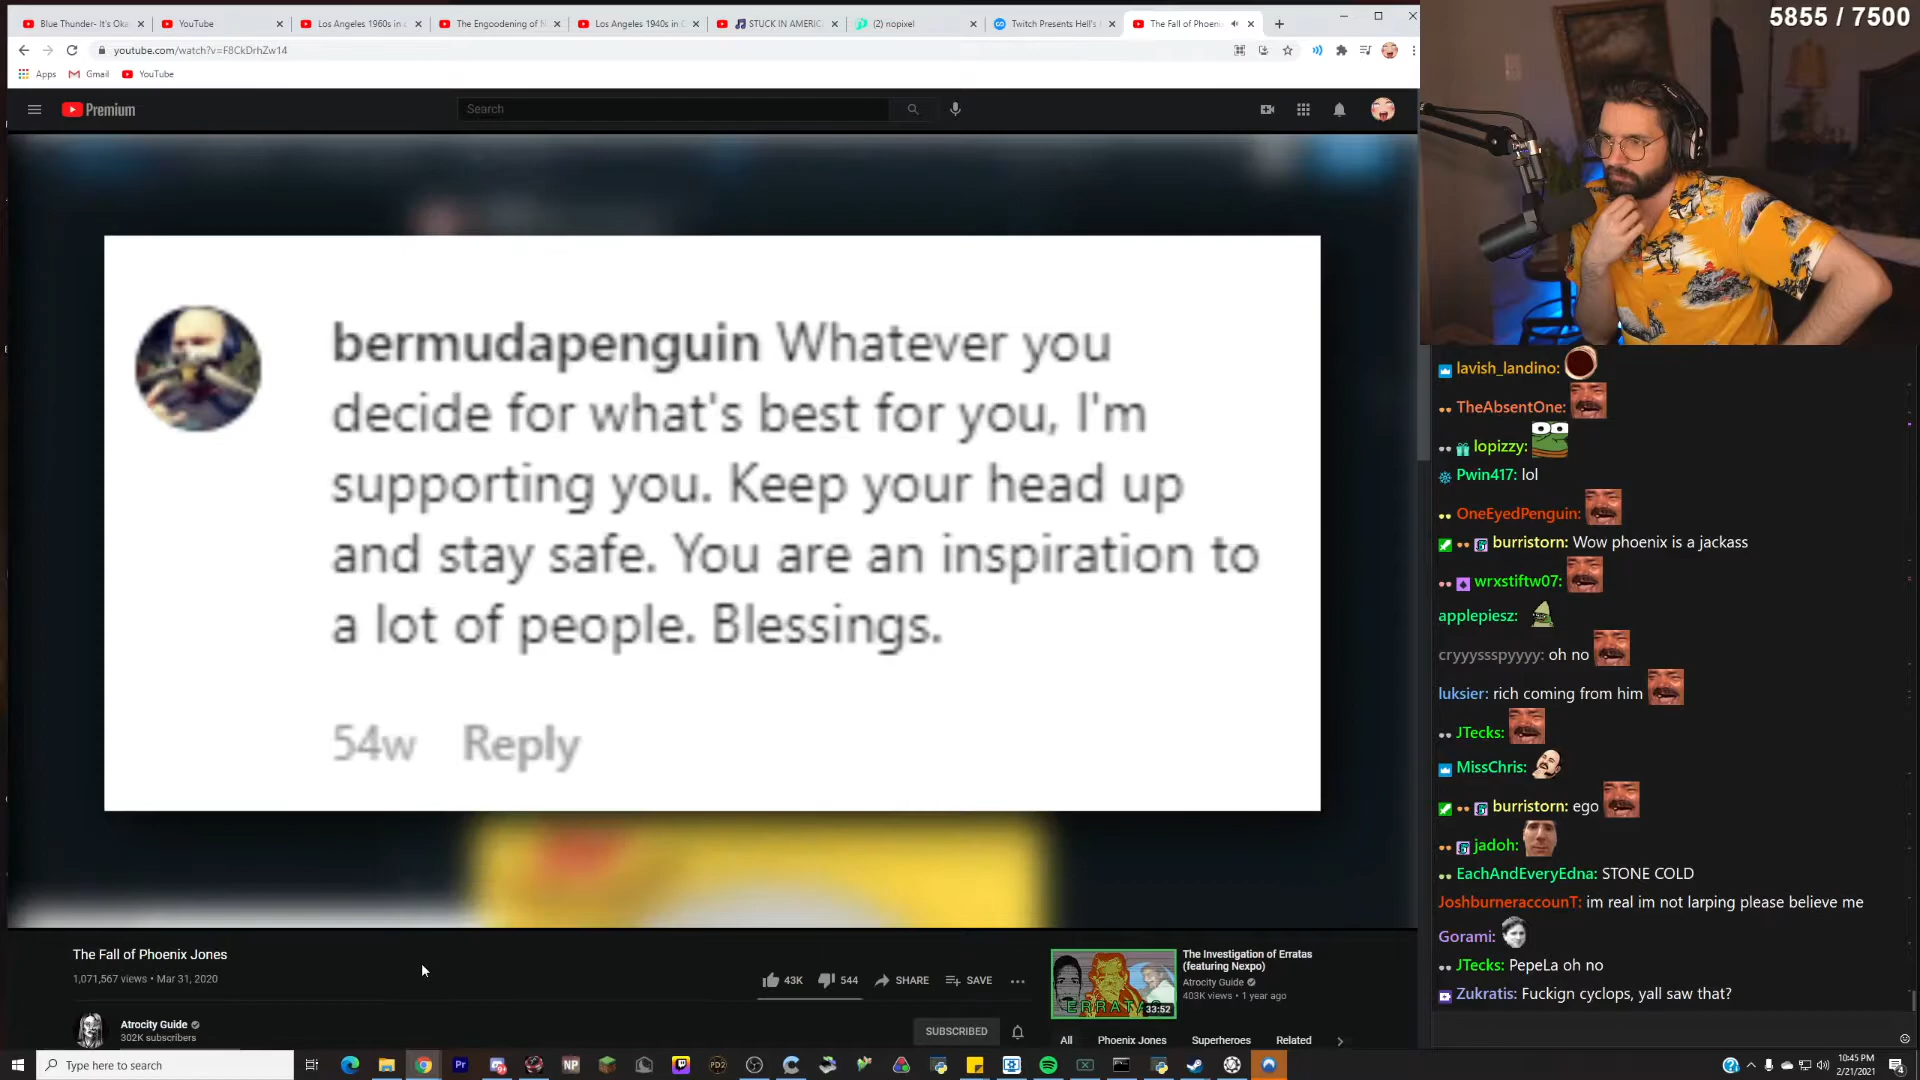 Blue Thunder- It's Oka
YouTube
Los Angeles 1960s in c
The Engoodening of N
Los Angeles 1940s in C
STUCK IN AMERIC
(2) nopixel
Twitch Presents Hell's
The Fall of Phoeni
5855 / 7500
youtube.com/watch?v=F8CkDrhZw14
Apps
Gmail
YouTube
Premium
Search
bermudapenguin Whatever you
decide for what's best for you, I'm
supporting you. Keep your head up
and stay safe. You are an inspiration to
a lot of people. Blessings.
54w Reply
The Fall of Phoenix Jones
1,071,567 views • Mar 31, 2020
43K
544
SHARE
SAVE
Atrocity Guide
302K subscribers
SUBSCRIBED
ERRATAS
33:52
The Investigation of Erratas
(featuring Nexpo)
Atrocity Guide
403K views • 1 year ago
All
Phoenix Jones
Superheroes
Related
lavish_landino:
TheAbsentOne:
lopizzy:
Pwin417: lol
OneEyedPenguin:
burristorn: Wow phoenix is a jackass
wrxstiftw07:
applepiesz:
cryyyssspyyyy: oh no
luksier: rich coming from him
JTecks:
MissChris:
burristorn: ego
jadoh:
EachAndEveryEdna: STONE COLD
JoshburneraccounT: im real im not larping please believe me
Gorami:
JTecks: PepeLa oh no
Zukratis: Fuckign cyclops, yall saw that?
Type here to search
Pr
NP
PD2
10:45 PM
2/21/2021